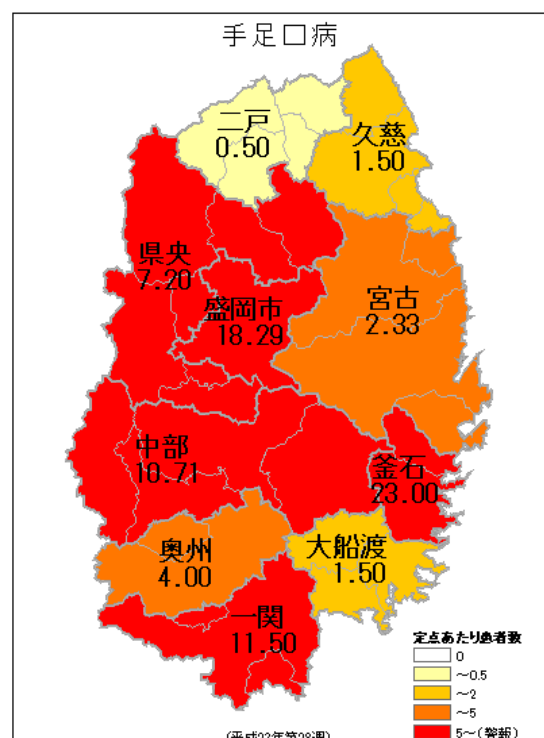 手足口病
二戸
0.50
久慈
1.50
県央
7.20
盛岡市
18.29
宮古
2.33
中部
10.71
釜石
23.00
奥州
4.00
大船渡
1.50
一関
11.50
定点あたり患者数
0
～0.5
～2
～5
5～(警報)